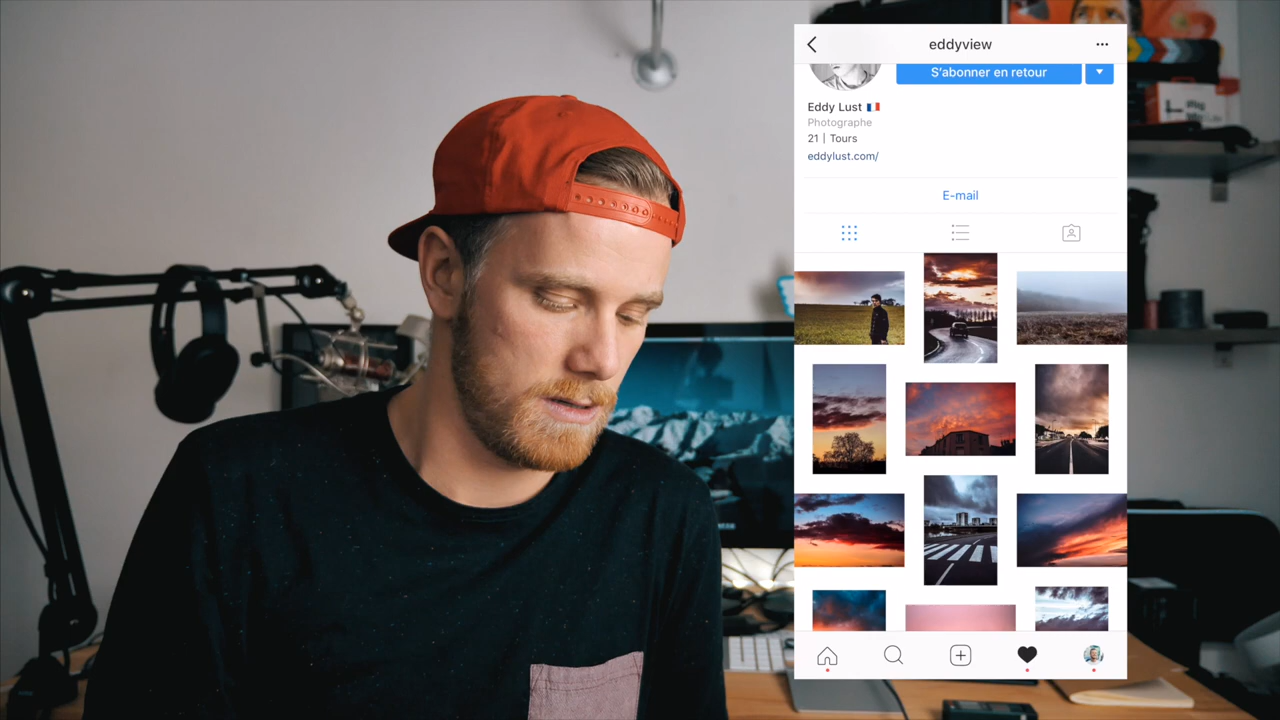 eddyview
S'abonner en retour
Eddy Lust
Photographe
21 | Tours
eddylust.com/
E-mail